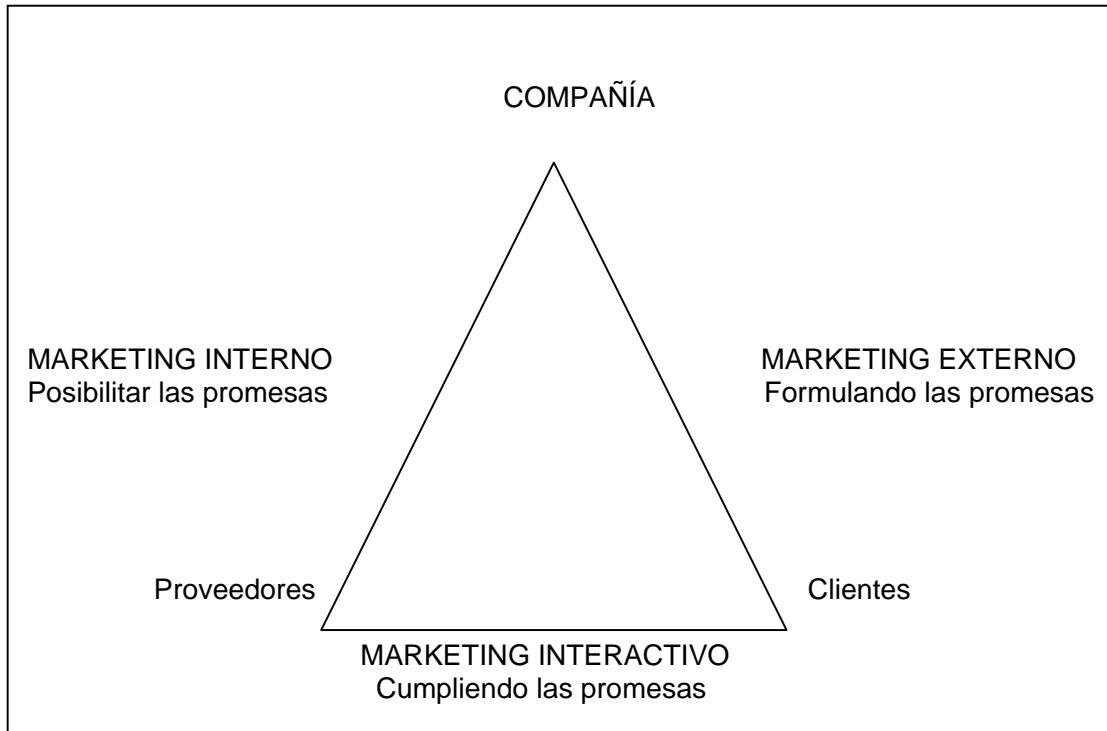 COMPAÑÍA
MARKETING INTERNO
Posibilitar las promesas
MARKETING EXTERNO
Formulando las promesas
Proveedores
Clientes
MARKETING INTERACTIVO
Cumpliendo las promesas